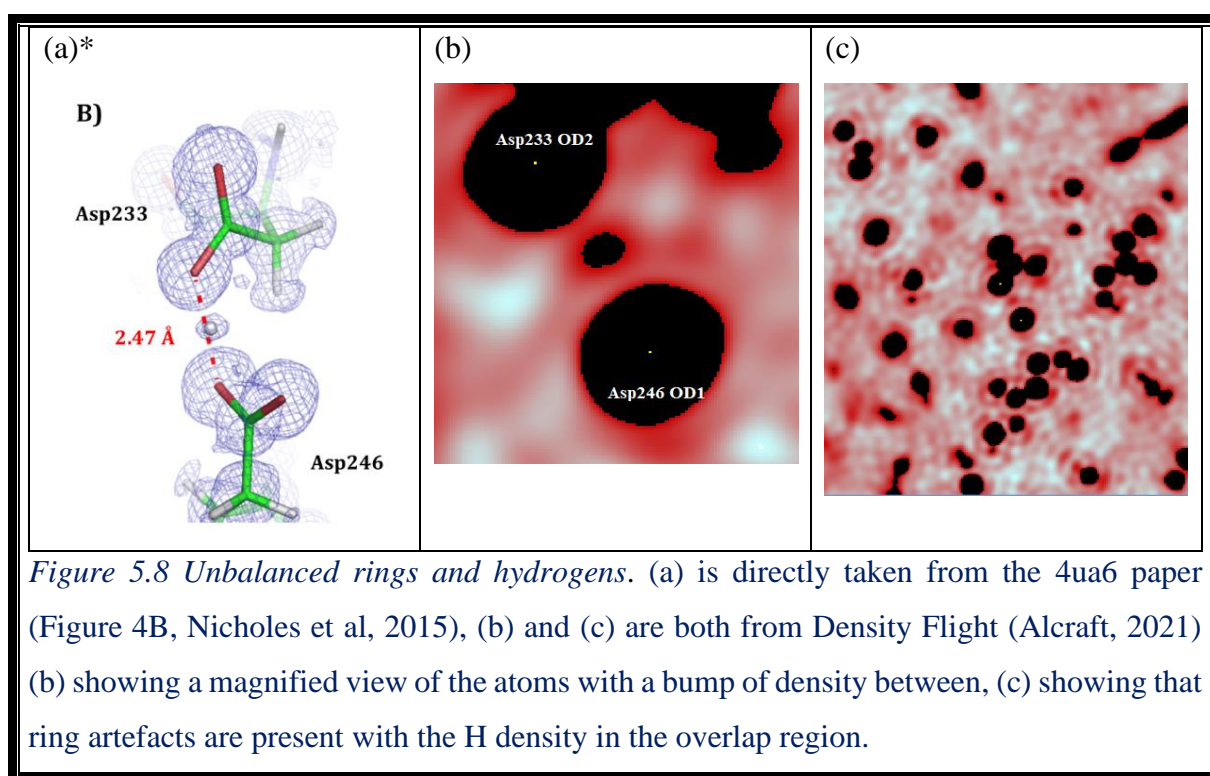 (a)*
(b)
(c)
B)
Asp233
2.47 Å
Asp246
Asp233 OD2
Asp246 OD1
Figure 5.8 Unbalanced rings and hydrogens. (a) is directly taken from the 4ua6 paper
(Figure 4B, Nicholes et al, 2015), (b) and (c) are both from Density Flight (Alcraft, 2021)
(b) showing a magnified view of the atoms with a bump of density between, (c) showing that
ring artefacts are present with the H density in the overlap region.